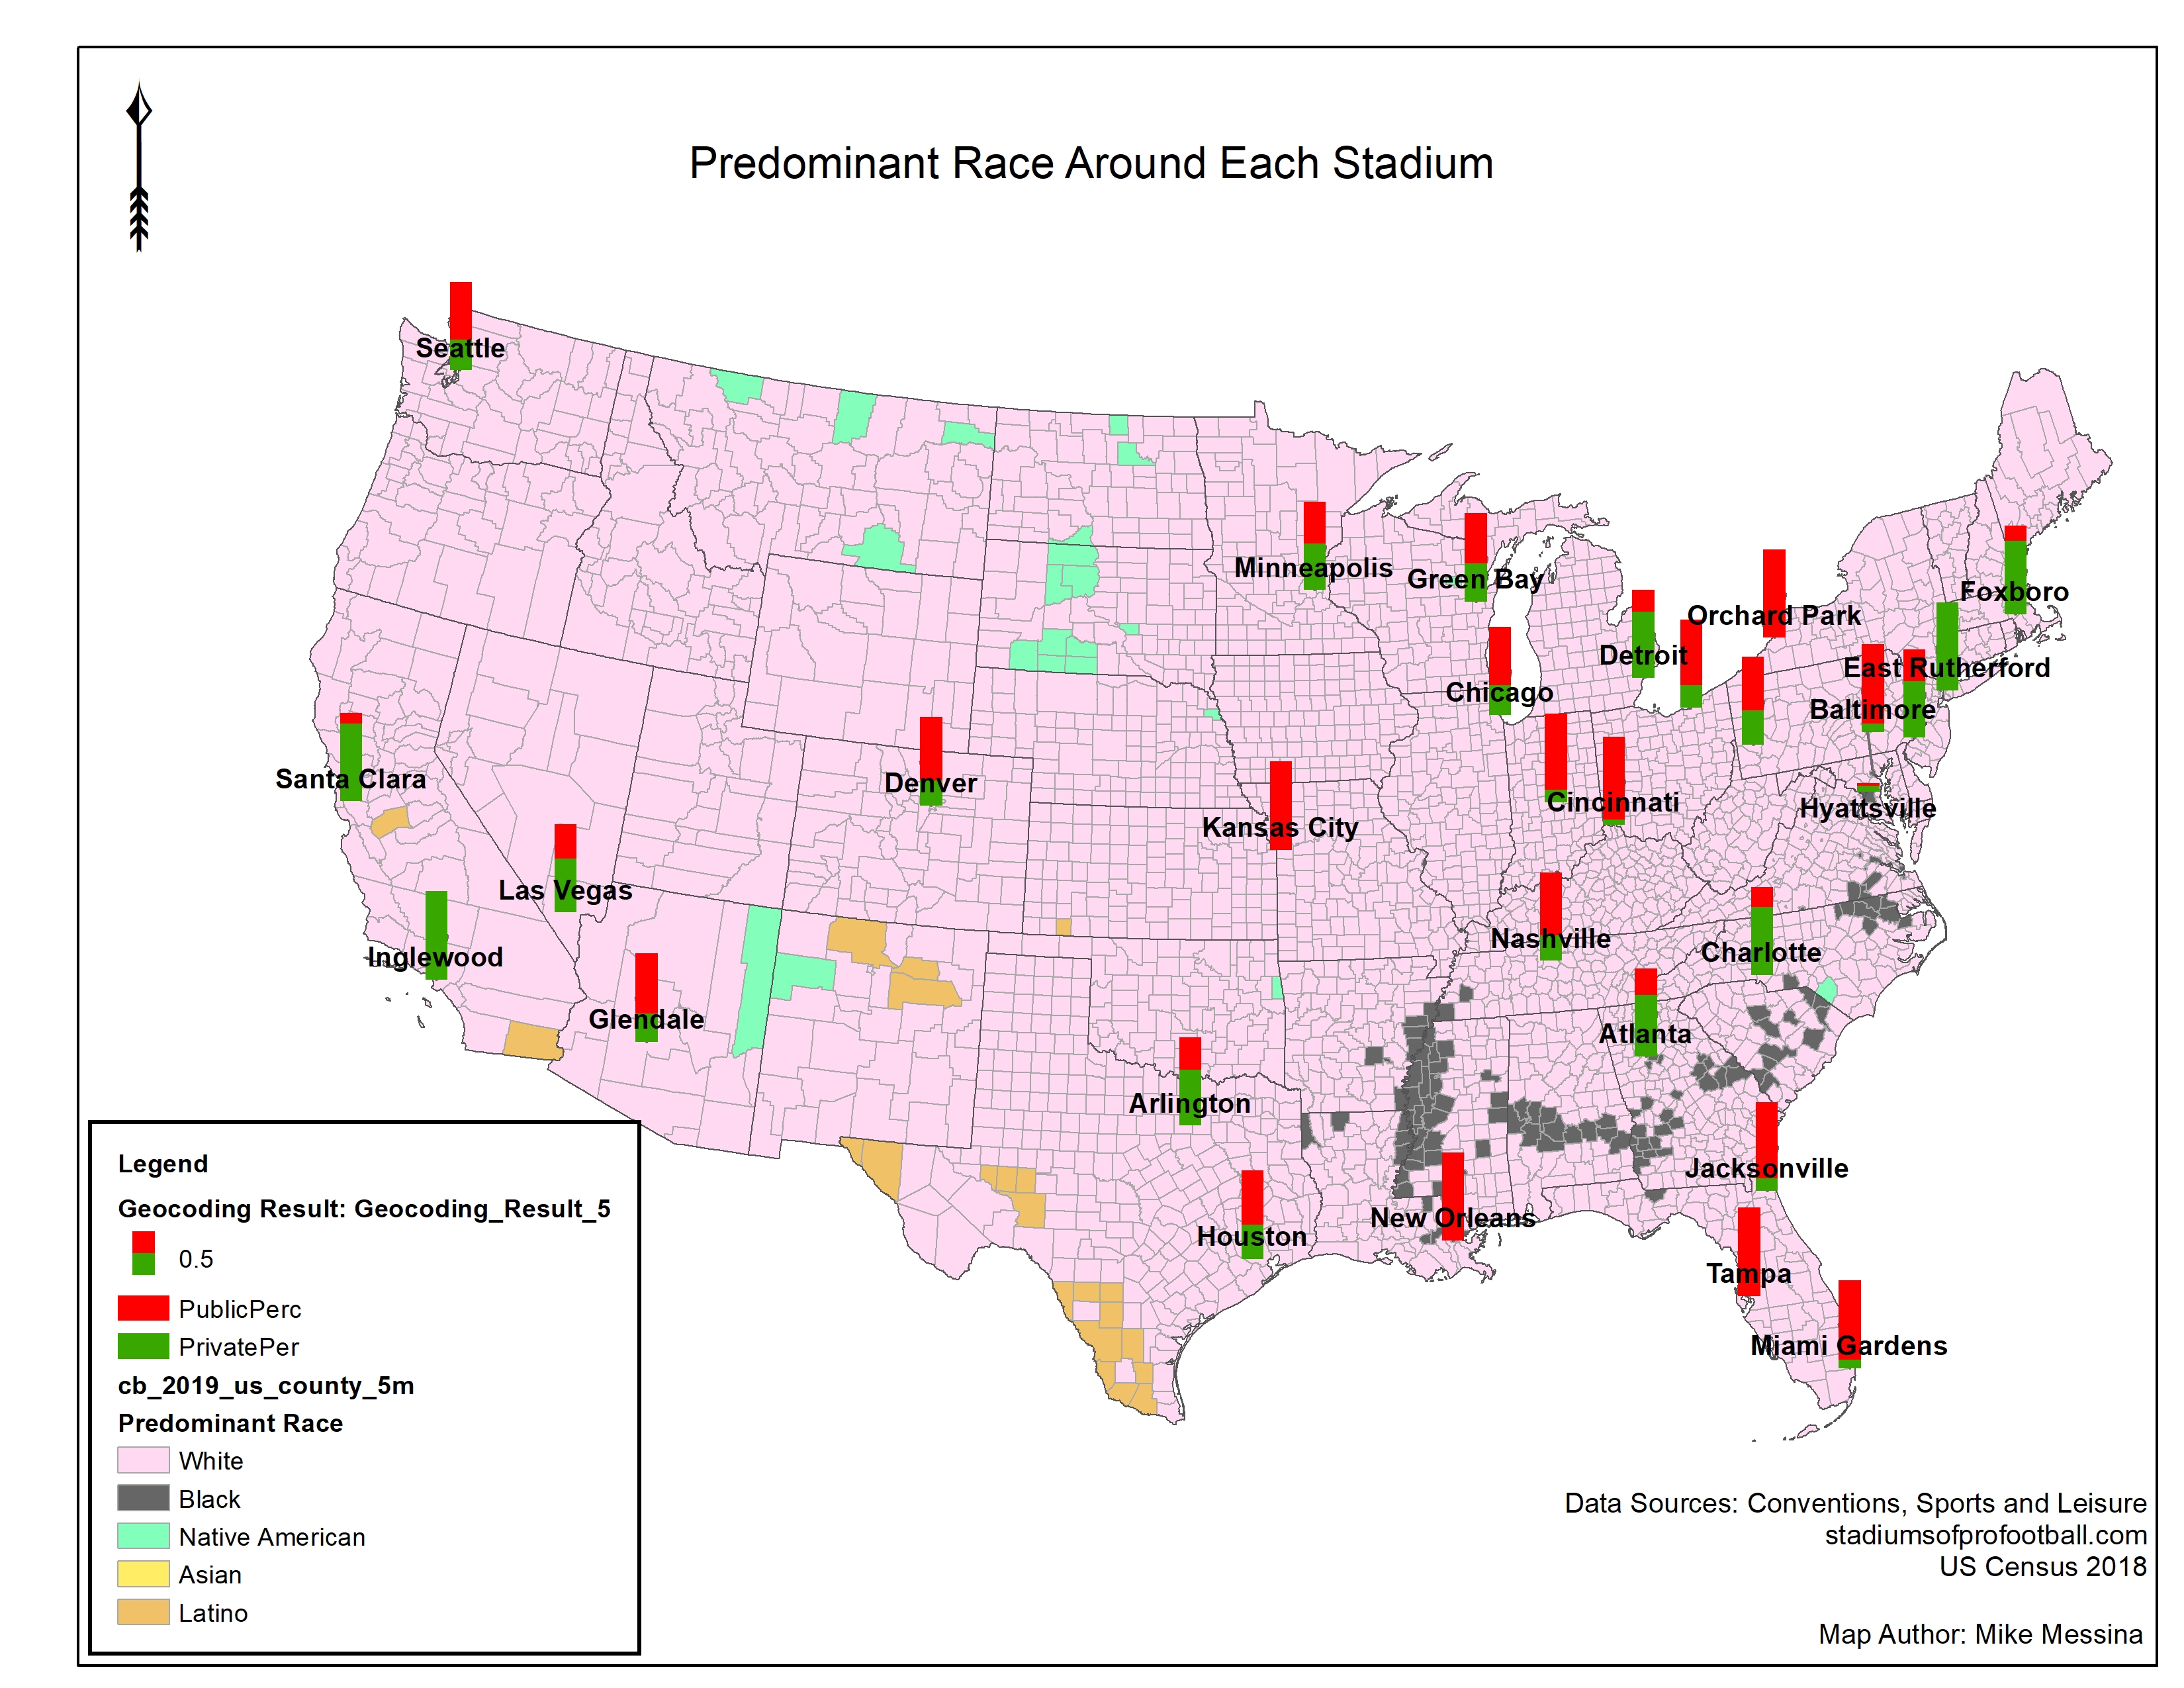 Predominant Race Around Each Stadium
Seattle
Minneapolis
Green Bay
Foxboro
Orchard Park
Detroit
East Rutherford
Chicago
Baltimore
Santa Clara
Denver
Cincinnati
Hyattsville
Kansas City
Las Vegas
Nashville
Charlotte
Inglewood
Glendale
Atlanta
Arlington
Jacksonville
New Orleans
Houston
Tampa
Miami Gardens
Legend
Geocoding Result: Geocoding_Result_5
0.5
PublicPerc
PrivatePer
cb_2019_us_county_5m
Predominant Race
White
Black
Native American
Asian
Latino
Data Sources: Conventions, Sports and Leisure
stadiumsofprofootball.com
US Census 2018
Map Author: Mike Messina